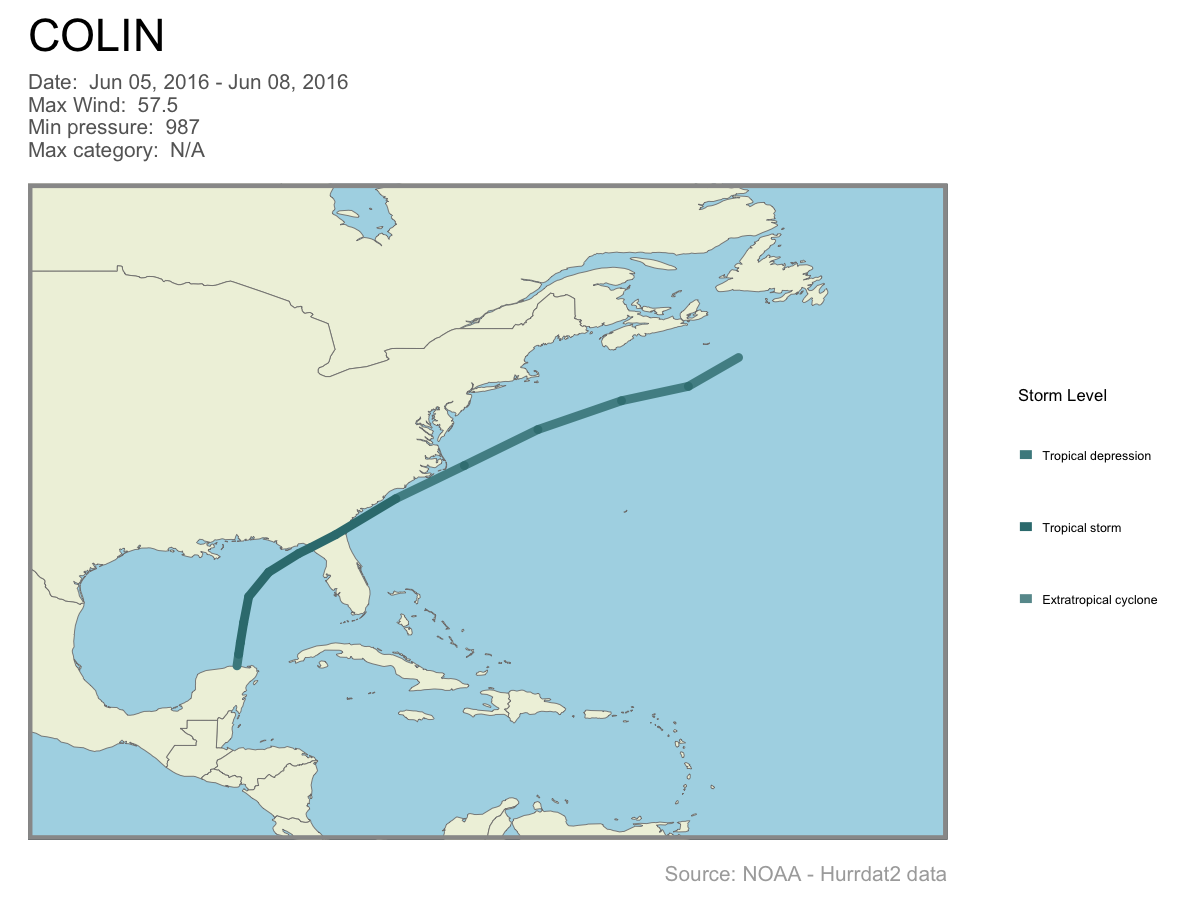 COLIN
Date:  Jun 05, 2016 - Jun 08, 2016
Max Wind:  57.5
Min pressure:  987
Max category:  N/A
Storm Level
Tropical depression
Tropical storm
Extratropical cyclone
Source: NOAA - Hurrdat2 data